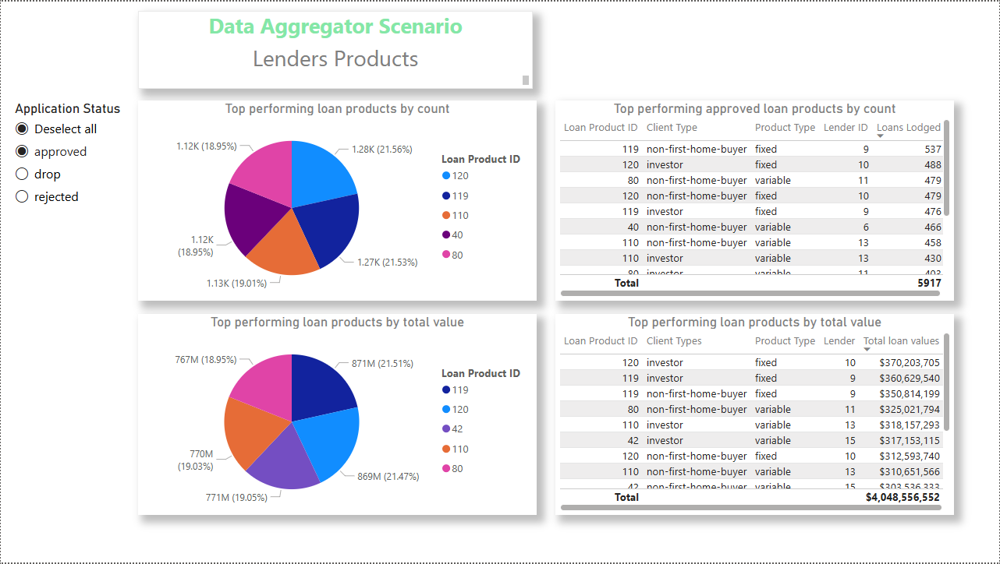 Data Aggregator Scenario
Lenders Products
Application Status
Deselect all
approved
drop
rejected
Top performing loan products by count
1.12K (18.95%)
1.28K (21.56%)
1.12K
(18.95%)
1.27K (21.53%)
1.13K (19.01%)
Loan Product ID
120
119
110
40
80
Top performing approved loan products by count
Loan Product ID Client Type Product Type Lender ID Loans Lodged
119 non-first-home-buyer fixed 9 537
120 investor fixed 10 488
80 non-first-home-buyer variable 11 479
120 non-first-home-buyer fixed 10 479
119 investor fixed 9 476
40 non-first-home-buyer variable 6 466
110 non-first-home-buyer variable 13 458
110 investor variable 13 430
80 investor variable 11 403
Total 5917
Top performing loan products by total value
767M (18.95%)
871M (21.51%)
770M
(19.03%)
869M (21.47%)
771M (19.05%)
Loan Product ID
119
120
42
110
80
Top performing loan products by total value
Loan Product ID Client Types Product Type Lender Total loan values
120 investor fixed 10 $370,203,705
119 investor fixed 9 $360,629,540
119 non-first-home-buyer fixed 9 $350,814,199
80 non-first-home-buyer variable 11 $325,021,794
110 investor variable 13 $318,157,293
42 investor variable 15 $317,153,115
120 non-first-home-buyer fixed 10 $312,593,740
110 non-first-home-buyer variable 13 $310,651,566
42 non-first-home-buyer variable 15 $303,536,333
Total $4,048,556,552